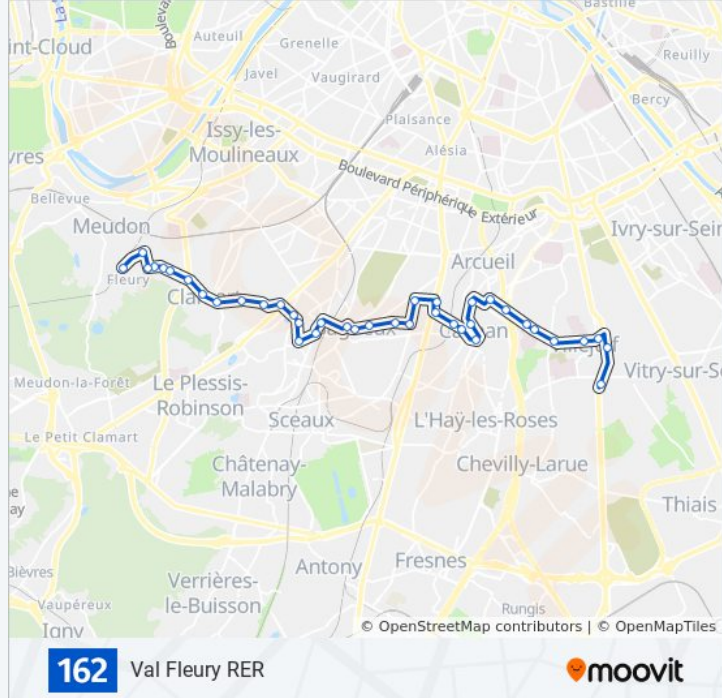 Boulevard
Bastille
Auteuil
Grenelle
int-Cloud
Javel
Vaugirard
Reuilly
Bercy
Plaisance
Issy-les-
Moulineaux
Alésia
vres
Boulevard Périphérique Extérieur
Bellevue
Meudon
Ivry-sur-Sein
Arcueil
Fleury
Meudon-la-Forêt
Le Plessis-
Robinson
Vitry-sur-Se
Sceaux
L'Haÿ-les-Roses
Le Petit Clamart
Châtenay-
Malabry
Chevilly-Larue
Thiais
Antony
Fresnes
Bièvres
Verrières-
le-Buisson
Vaupéreux
Rungis
Igny
© OpenStreetMap contributors | © OpenMapTiles
162 Val Fleury RER
moovit